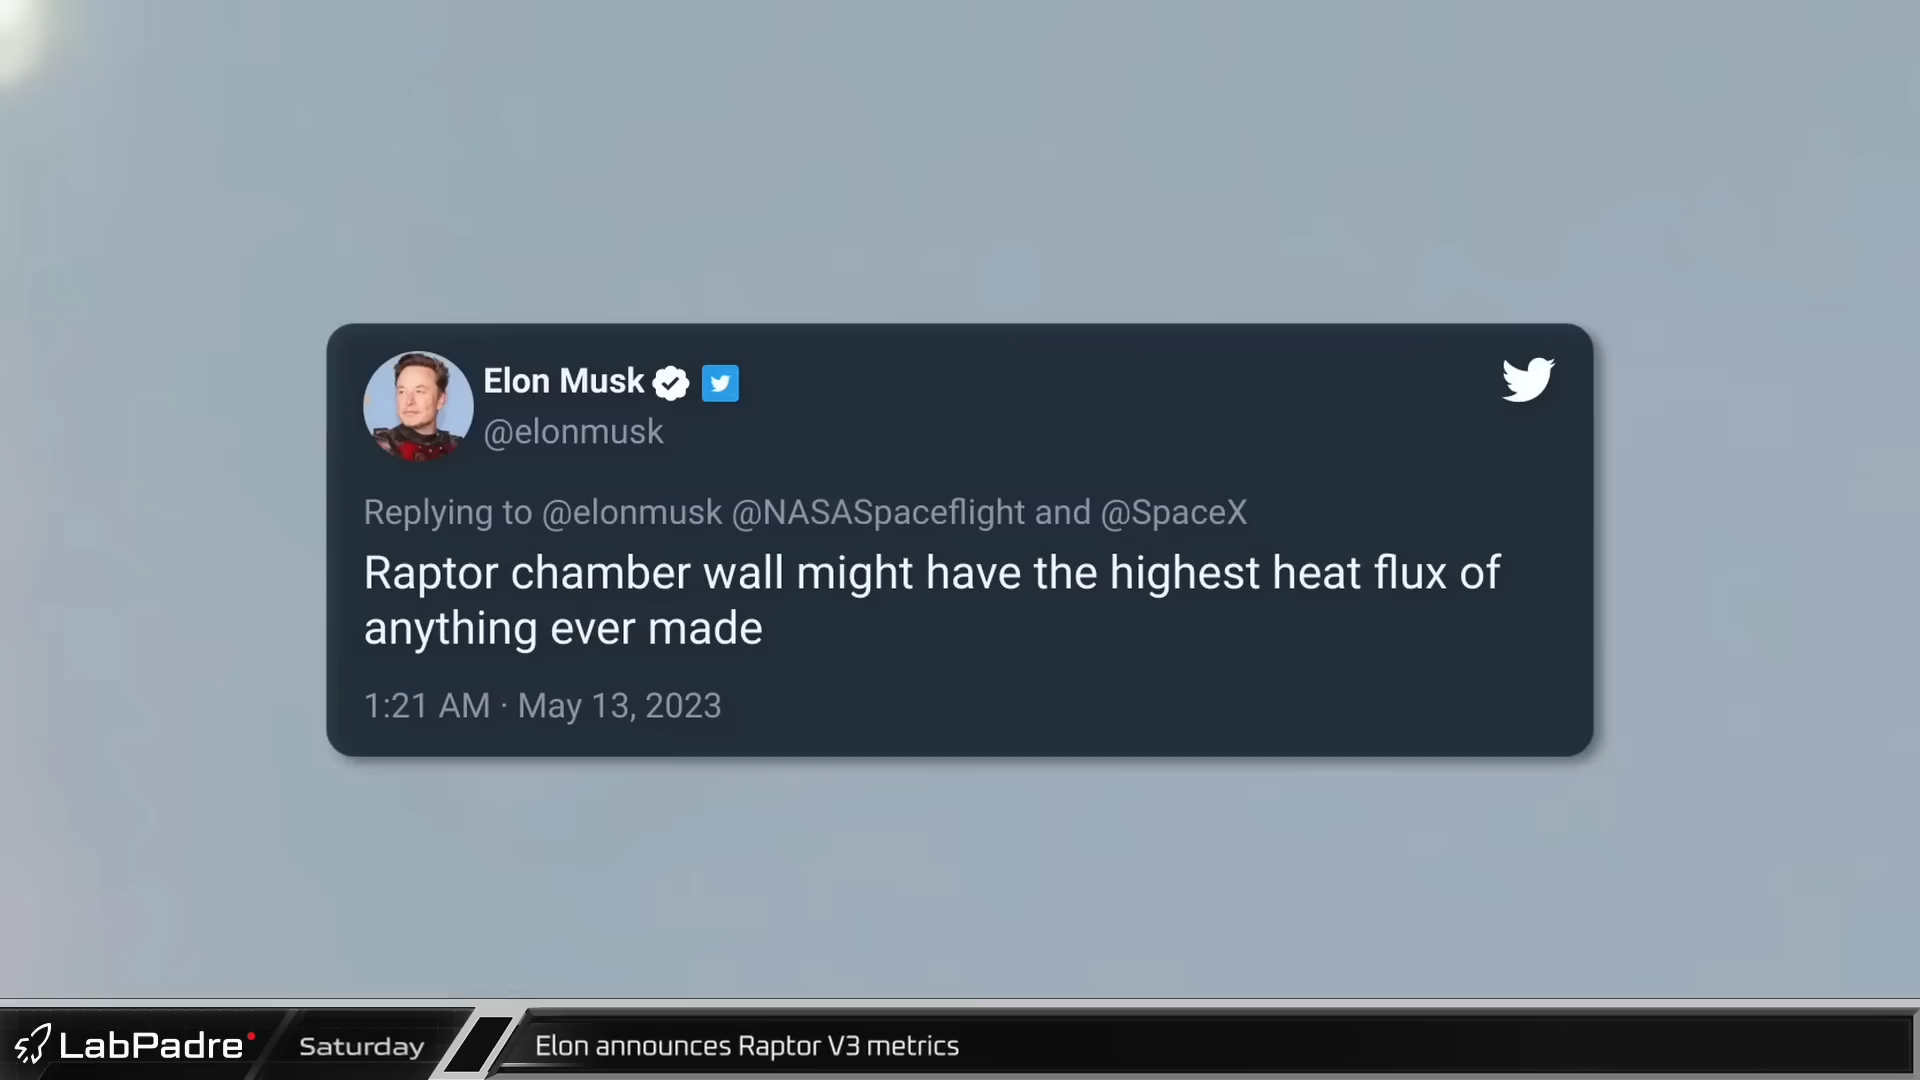 Elon Musk
@elonmusk
Replying to @elonmusk @NASASpaceflight and @SpaceX
Raptor chamber wall might have the highest heat flux of
anything ever made
1:21 AM · May 13, 2023
LabPadre
Saturday
Elon announces Raptor V3 metrics